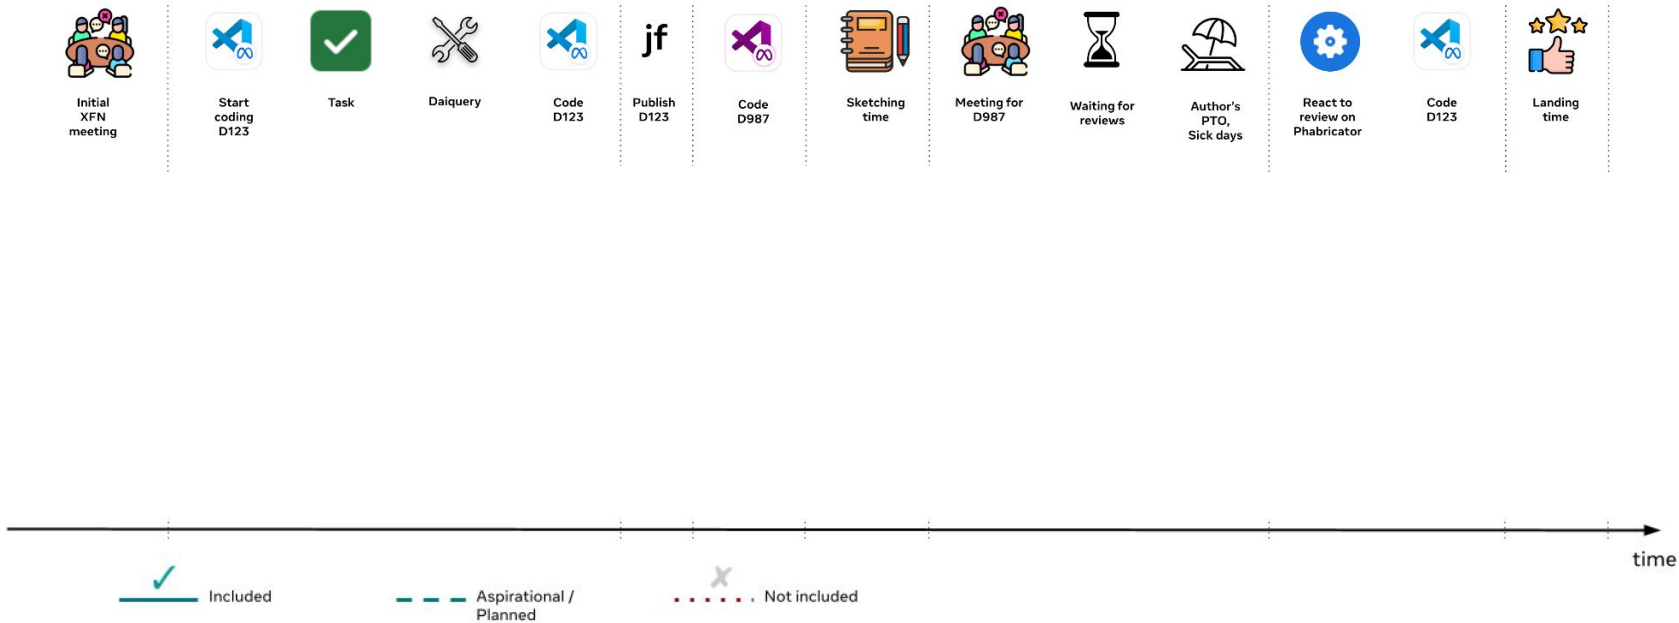 Initial
XFN
meeting
Start
coding
D123
Task
Daiquery
Code
D123
jf
Publish
D123
Code
D987
Sketching
time
Meeting for
D987
Waiting for
reviews
Author's
PTO,
Sick days
React to
review on
Phabricator
Code
D123
Landing
time
time
Included
Aspirational /
Planned
Not included